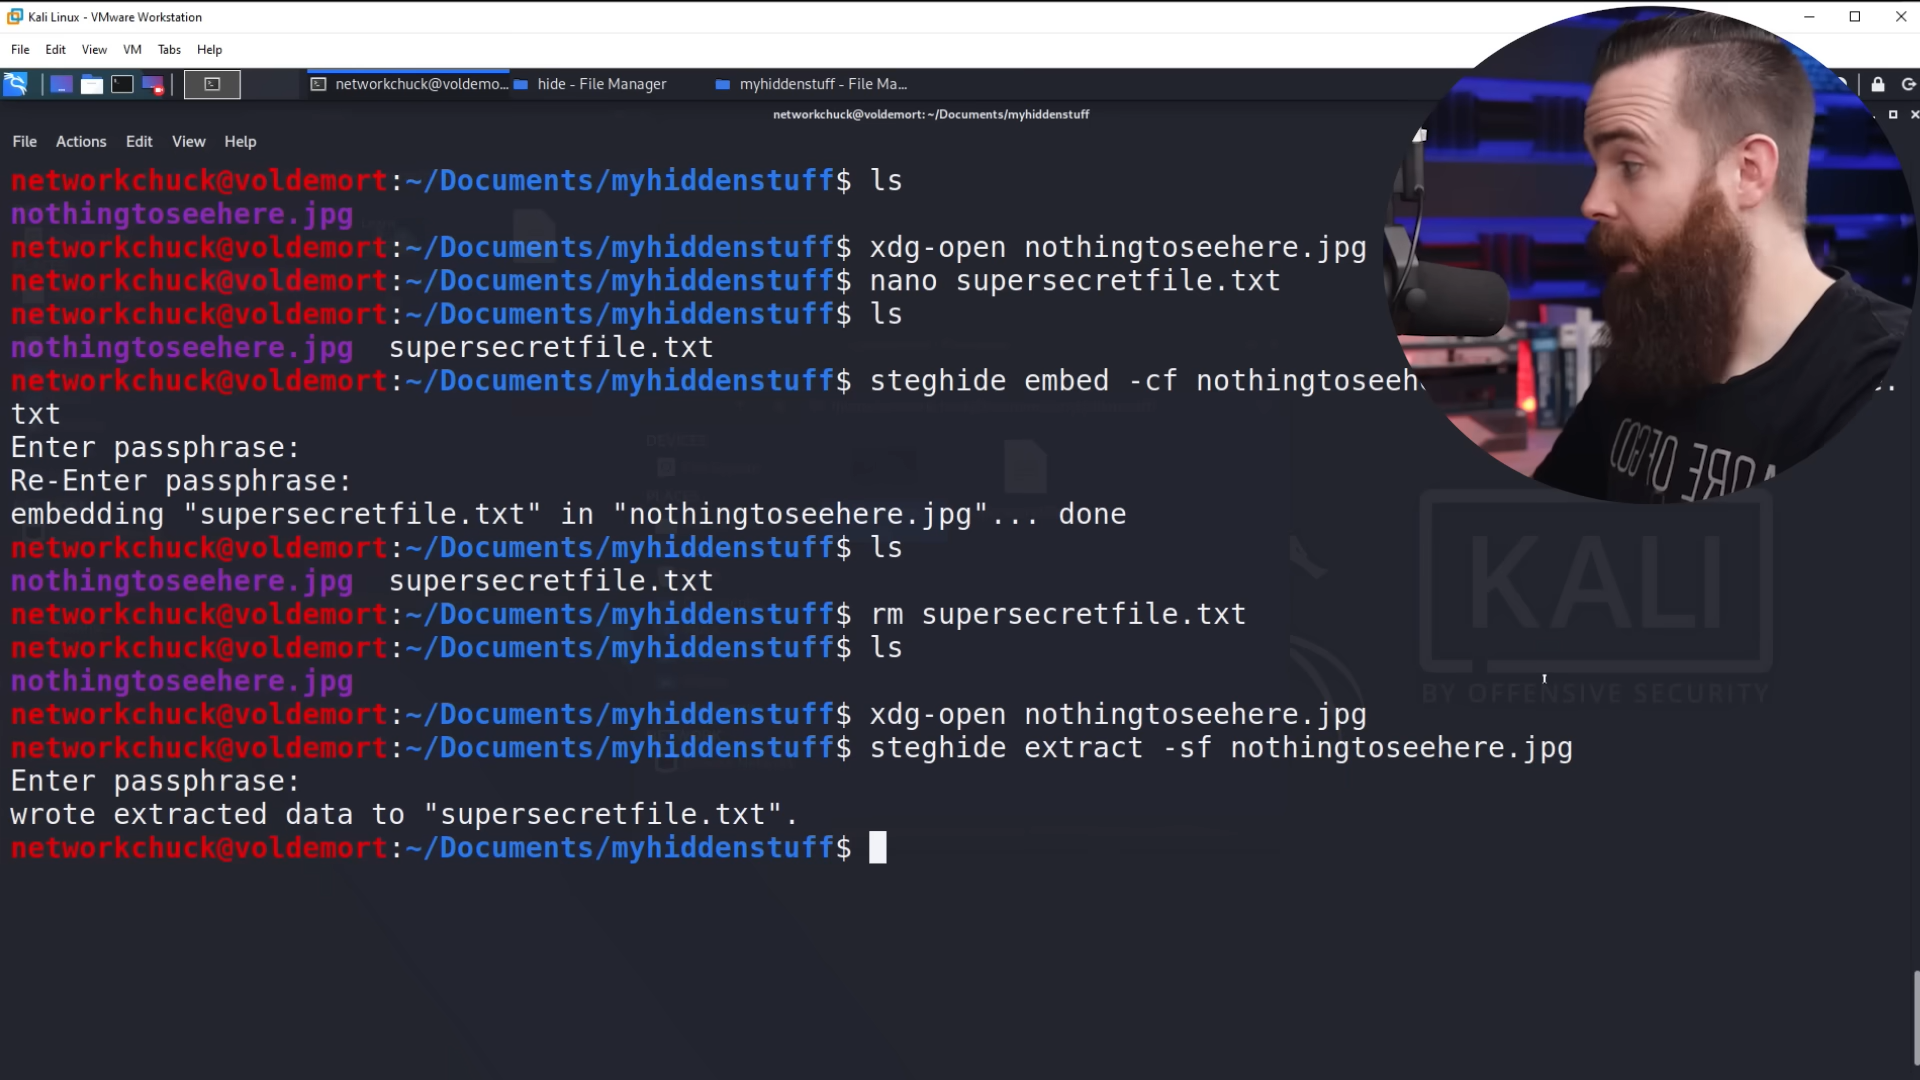 Kali Linux - VMware Workstation
File Edit View VM Tabs Help
networkchuck@voldemo... hide - File Manager myhiddenstuff - File Ma...
networkchuck@voldemort: ~/Documents/myhiddenstuff
File Actions Edit View Help
networkchuck@voldemort:~/Documents/myhiddenstuff$ ls
nothingtoseehere.jpg
networkchuck@voldemort:~/Documents/myhiddenstuff$ xdg-open nothingtoseehere.jpg
networkchuck@voldemort:~/Documents/myhiddenstuff$ nano supersecretfile.txt
networkchuck@voldemort:~/Documents/myhiddenstuff$ ls
nothingtoseehere.jpg supersecretfile.txt
networkchuck@voldemort:~/Documents/myhiddenstuff$ steghide embed -cf nothingtoseeh
txt
Enter passphrase:
Re-Enter passphrase:
embedding "supersecretfile.txt" in "nothingtoseehere.jpg"... done
networkchuck@voldemort:~/Documents/myhiddenstuff$ ls
nothingtoseehere.jpg supersecretfile.txt
networkchuck@voldemort:~/Documents/myhiddenstuff$ rm supersecretfile.txt
networkchuck@voldemort:~/Documents/myhiddenstuff$ ls
nothingtoseehere.jpg
networkchuck@voldemort:~/Documents/myhiddenstuff$ xdg-open nothingtoseehere.jpg
networkchuck@voldemort:~/Documents/myhiddenstuff$ steghide extract -sf nothingtoseehere.jpg
Enter passphrase:
wrote extracted data to "supersecretfile.txt".
networkchuck@voldemort:~/Documents/myhiddenstuff$
KALI
BY OFFENSIVE SECURITY
DEVICES